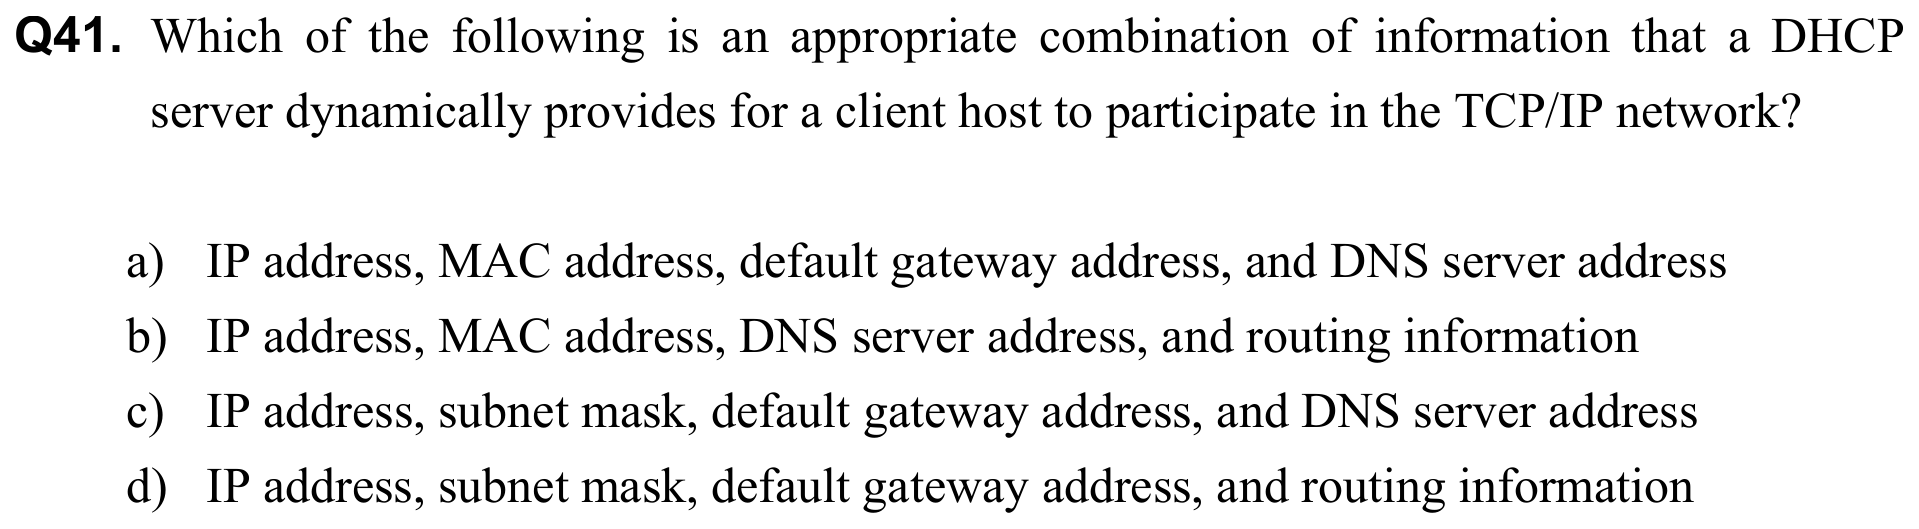 Q41. Which of the following is an appropriate combination of information that a DHCP
server dynamically provides for a client host to participate in the TCP/IP network?
a) IP address, MAC address, default gateway address, and DNS server address
b) IP address, MAC address, DNS server address, and routing information
c) IP address, subnet mask, default gateway address, and DNS server address
d) IP address, subnet mask, default gateway address, and routing information